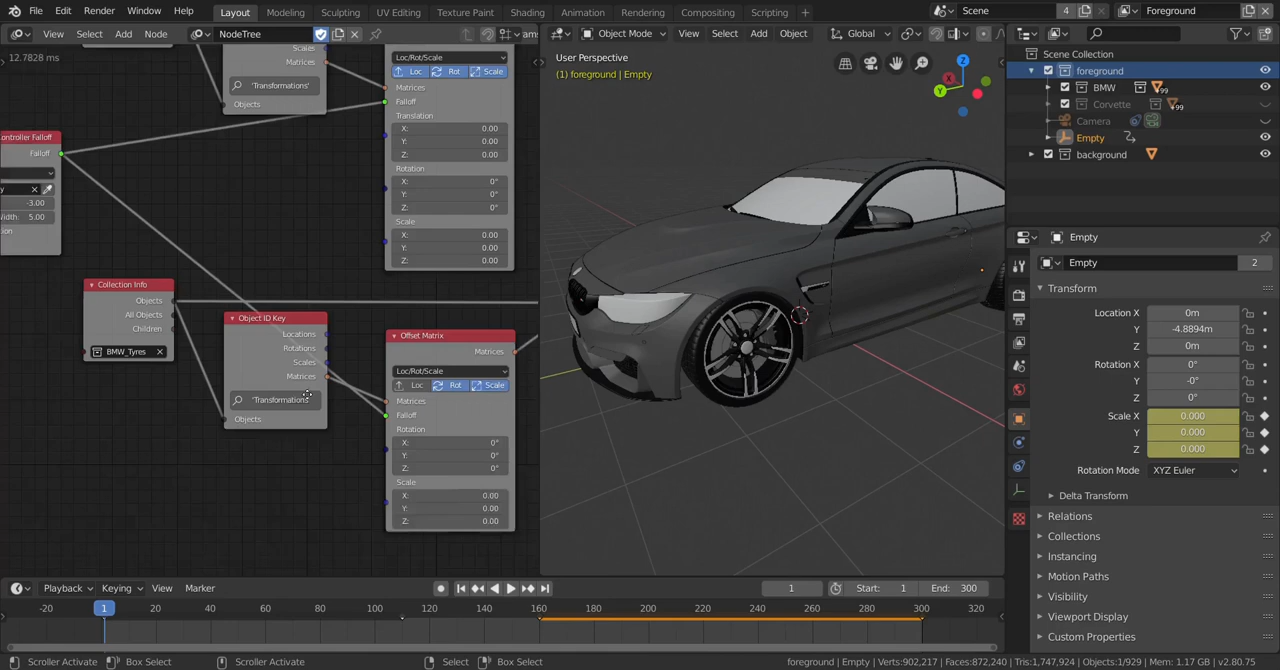 File Edit Render Window Help
Layout Modeling Sculpting UV Editing Texture Paint Shading Animation Rendering Compositing Scripting +
Scene 4
Foreground
View Select Add Node
NodeTree
12.7828 ms
Scales
Matrices
'Transformations'
Objects
Loc/Rot/Scale
Loc Rot Scale
Matrices
Falloff
Translation
X: 0.00
Y: 0.00
Z: 0.00
Rotation
X: 0°
Y: 0°
Z: 0°
Scale
X: 0.00
Y: 0.00
Z: 0.00
Controller Falloff
Falloff
-3.00
5.00
Collection Info
Objects
All Objects
Children
BMW_Tyres
Object ID Key
Locations
Rotations
Scales
Matrices
'Transformations'
Objects
Offset Matrix
Matrices
Loc/Rot/Scale
Loc Rot Scale
Matrices
Falloff
Rotation
X: 0°
Y: 0°
Z: 0°
Scale
X: 0.00
Y: 0.00
Z: 0.00
Object Mode View Select Add Object Global
User Perspective
(1) foreground | Empty
Z
X
Y
Scene Collection
foreground
BMW 99
Corvette 99
Camera
Empty
background
Empty
Empty 2
Transform
Location X 0m
Y -4.8894m
Z 0m
Rotation X 0°
Y -0°
Z 0°
Scale X 0.000
Y 0.000
Z 0.000
Rotation Mode XYZ Euler
Delta Transform
Relations
Collections
Instancing
Motion Paths
Visibility
Viewport Display
Custom Properties
Playback Keying View Marker
1 Start: 1 End: 300
-20 1 20 40 60 80 100 120 140 160 180 200 220 240 260 280 300 320
Scroller Activate Box Select Scroller Activate Select Box Select
foreground | Empty | Verts:902,217 | Faces:872,240 | Tris:1,747,924 | Objects:1/929 | Mem: 1.17 GB | v2.80.75